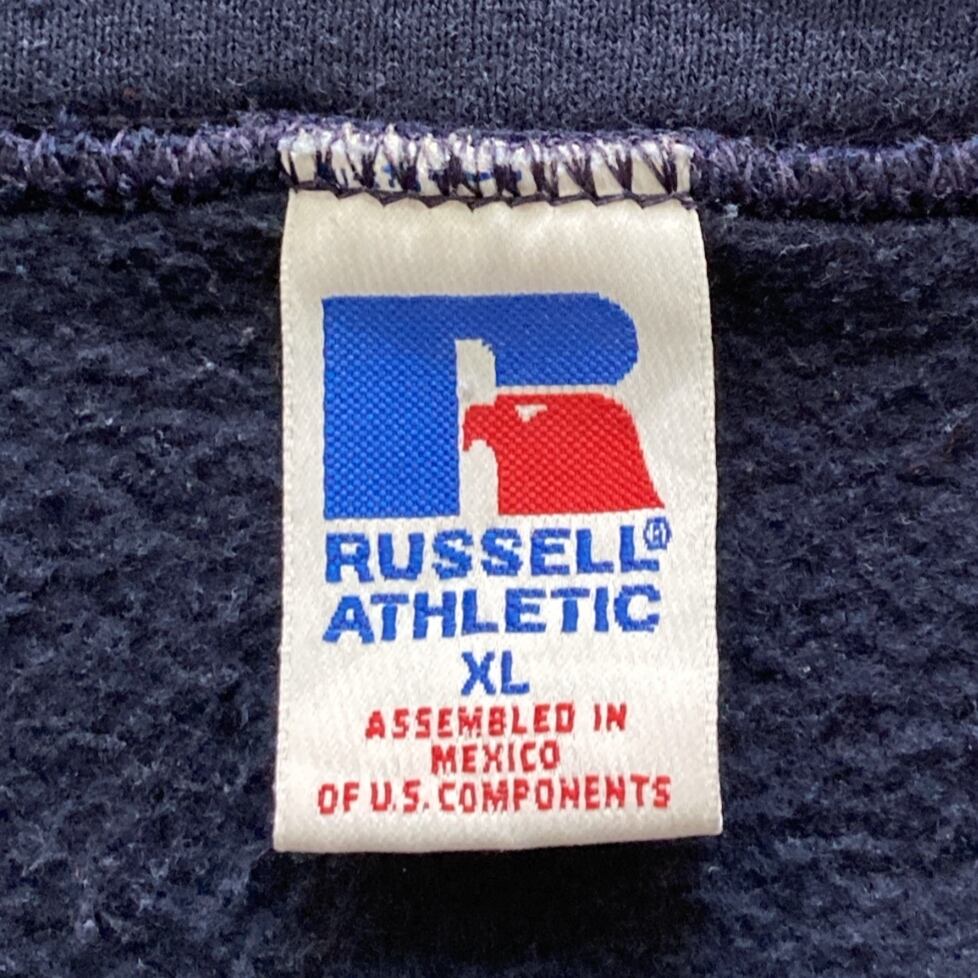 RUSSELL®
ATHLETIC
XL
ASSEMBLED IN
MEXICO
OF U.S. COMPONENTS